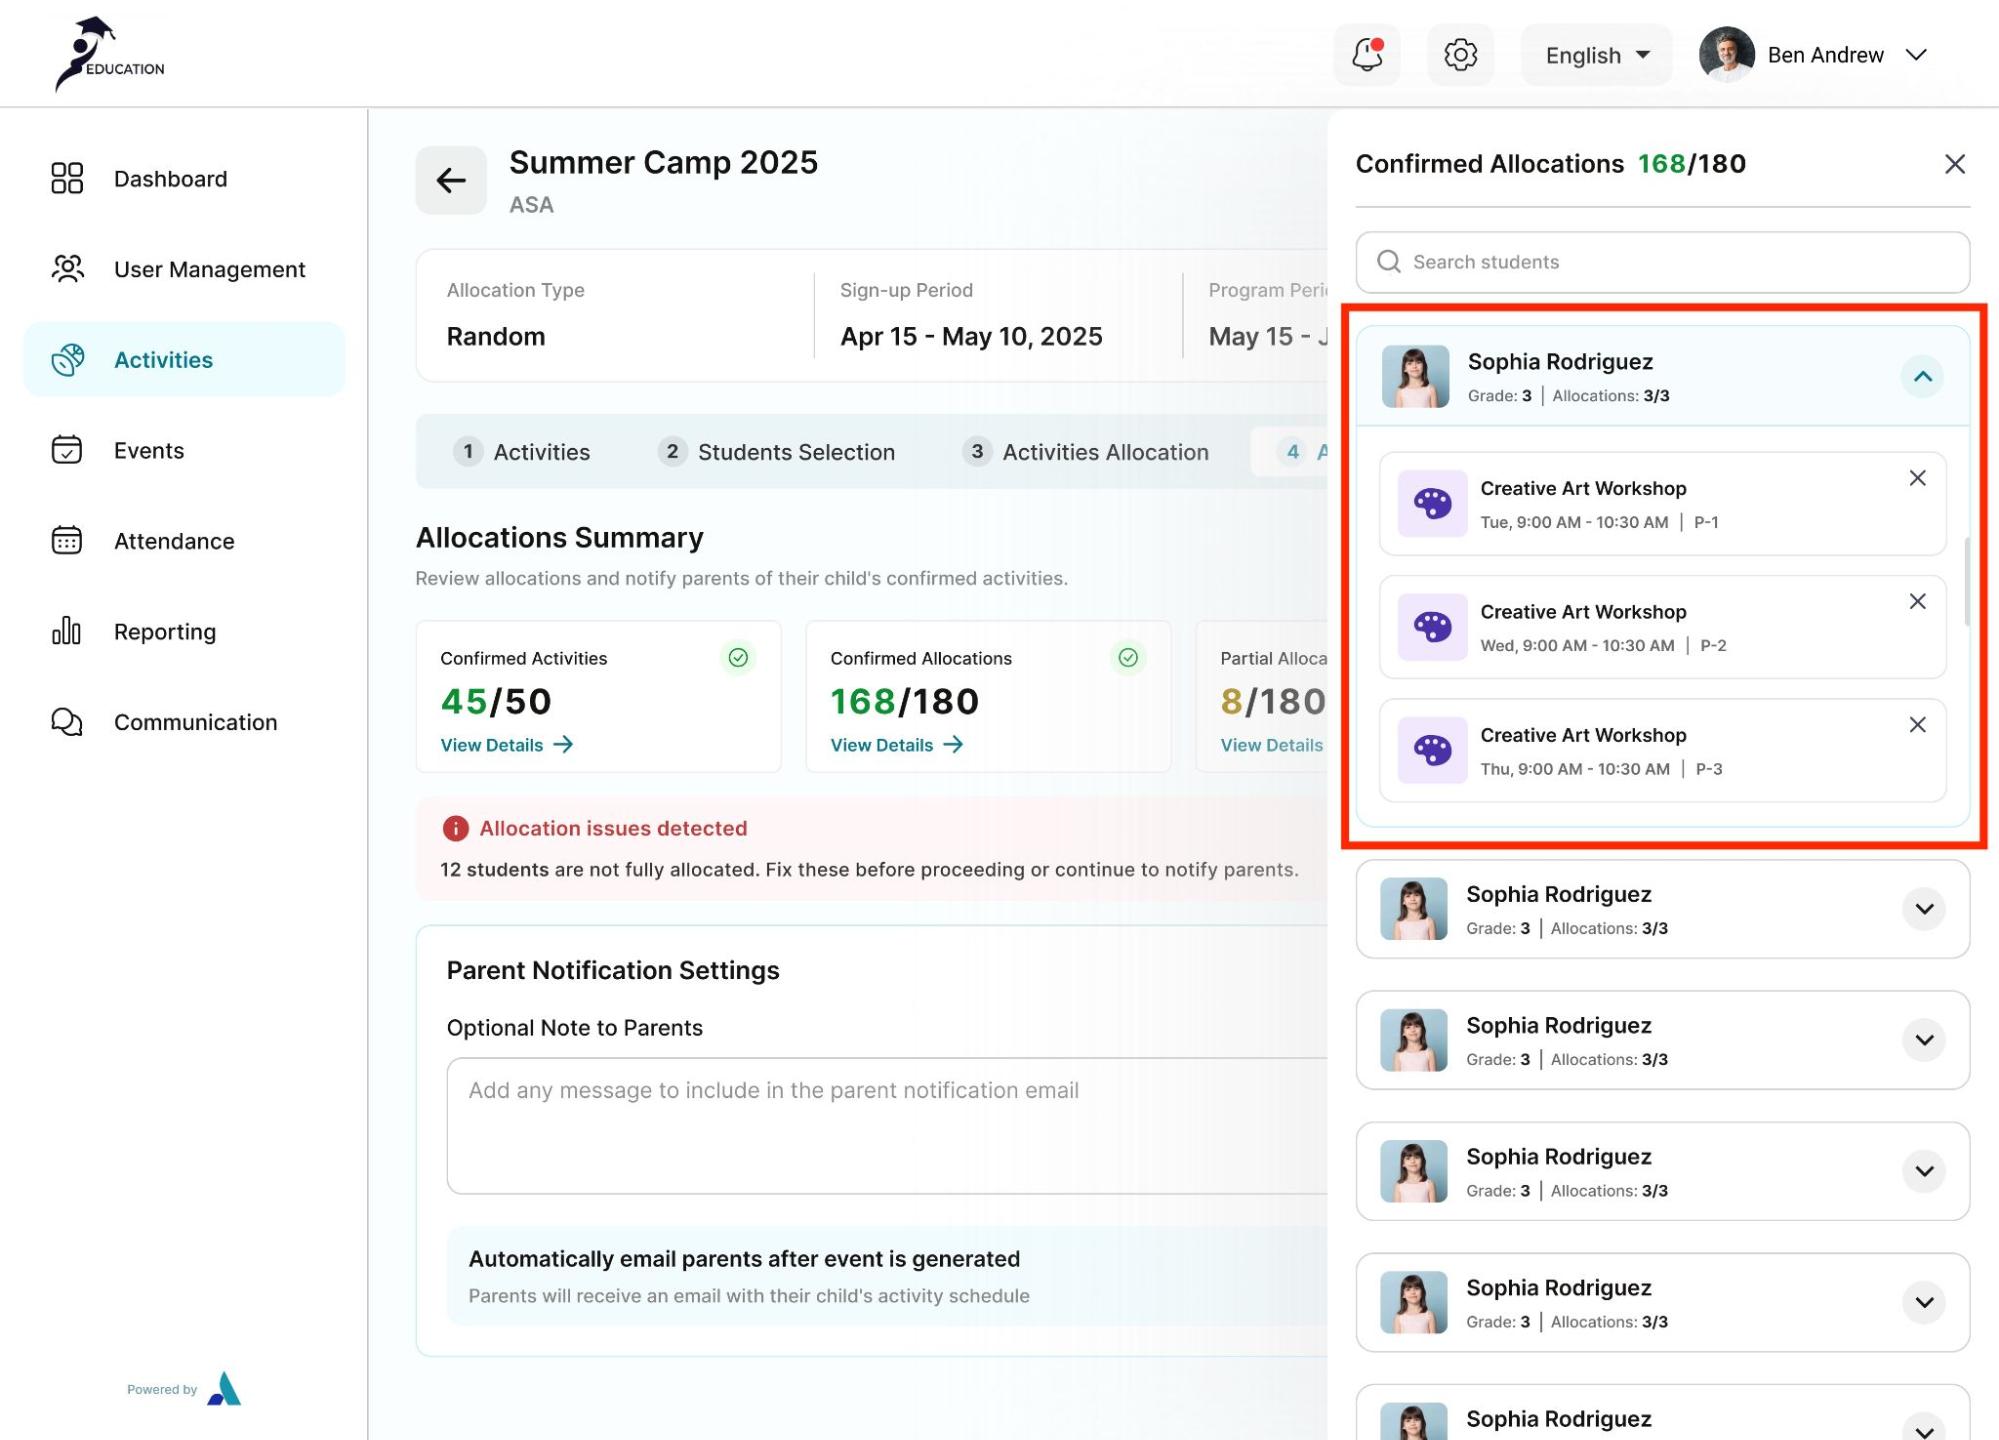 EDUCATION
English
Ben Andrew
Dashboard
User Management
Activities
Events
Attendance
Reporting
Communication
Powered by
Summer Camp 2025
ASA
Allocation Type
Random
Sign-up Period
Apr 15 - May 10, 2025
Program Perio
May 15 - J
1 Activities
2 Students Selection
3 Activities Allocation
4 A
Allocations Summary
Review allocations and notify parents of their child's confirmed activities.
Confirmed Activities
45/50
View Details
Confirmed Allocations
168/180
View Details
Partial Alloca
8/180
View Details
Allocation issues detected
12 students are not fully allocated. Fix these before proceeding or continue to notify parents.
Parent Notification Settings
Optional Note to Parents
Add any message to include in the parent notification email
Automatically email parents after event is generated
Parents will receive an email with their child's activity schedule
Confirmed Allocations 168/180
Search students
Sophia Rodriguez
Grade: 3 | Allocations: 3/3
Creative Art Workshop
Tue, 9:00 AM - 10:30 AM | P-1
Creative Art Workshop
Wed, 9:00 AM - 10:30 AM | P-2
Creative Art Workshop
Thu, 9:00 AM - 10:30 AM | P-3
Sophia Rodriguez
Grade: 3 | Allocations: 3/3
Sophia Rodriguez
Grade: 3 | Allocations: 3/3
Sophia Rodriguez
Grade: 3 | Allocations: 3/3
Sophia Rodriguez
Grade: 3 | Allocations: 3/3
Sophia Rodriguez